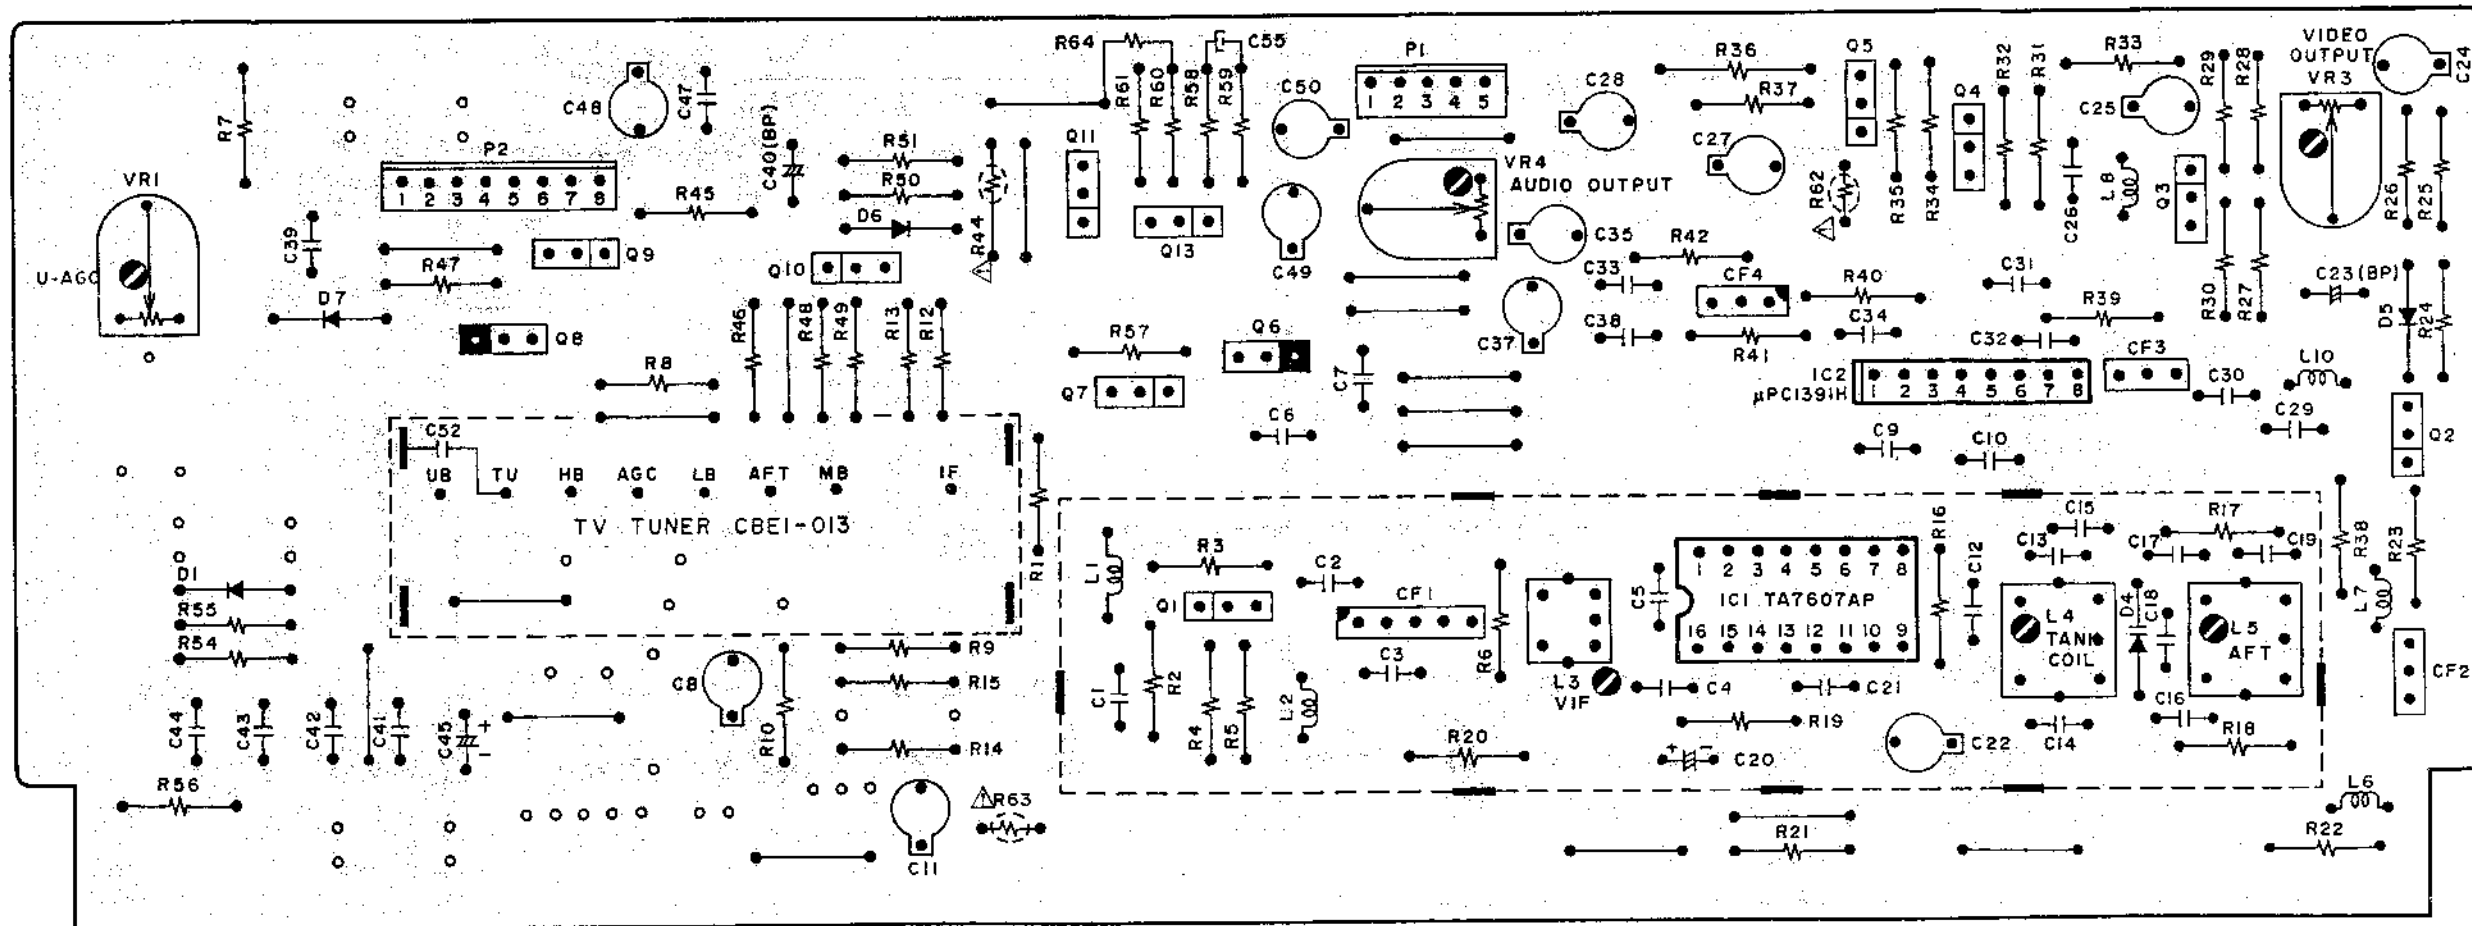 R64
C55
P1
R36
Q5
R32
R31
R33
R29
R28
VIDEO
OUTPUT
VR3
C24
R7
C48
C47
R61
R60
R58
R59
C50
1 2 3 4 5
C28
R37
Q4
C25
P2
C40(BP)
R51
Q11
C27
VR4
AUDIO OUTPUT
R62
R35
R34
C26
L8
Q3
R26
R25
VR1
1 2 3 4 5 6 7 8
R45
R50
D6
R44
Q13
C49
C35
R42
C39
Q9
Q10
U-AGC
R47
C33
CF4
R40
C31
R39
R30
R27
C23(BP)
D5
R24
D7
Q8
R46
R48
R49
R13
R12
R57
Q6
C37
C38
C34
R41
C32
CF3
L10
R8
Q7
C7
IC2
μPC1391H
1 2 3 4 5 6 7 8
C30
C6
C29
Q2
C52
C9
C10
UB TU HB AGC LB AFT MB IF
TV TUNER CBE1-013
R1
L1
R3
C2
CF1
R6
C5
1 2 3 4 5 6 7 8
IC1 TA7607AP
16 15 14 13 12 11 10 9
R16
C12
C15
C13
R17
C17
C19
R38
R23
D1
R55
R54
Q1
L4
TANK
COIL
D4
C18
L5
AFT
L7
R9
R15
R14
C8
R10
C1
R2
R4
R5
L2
C3
L3
VIF
C4
C21
R19
C14
C16
R18
CF2
C44
C43
C42
C41
C45
+
-
R20
+ -
C20
C22
R56
C11
R63
R21
L6
R22